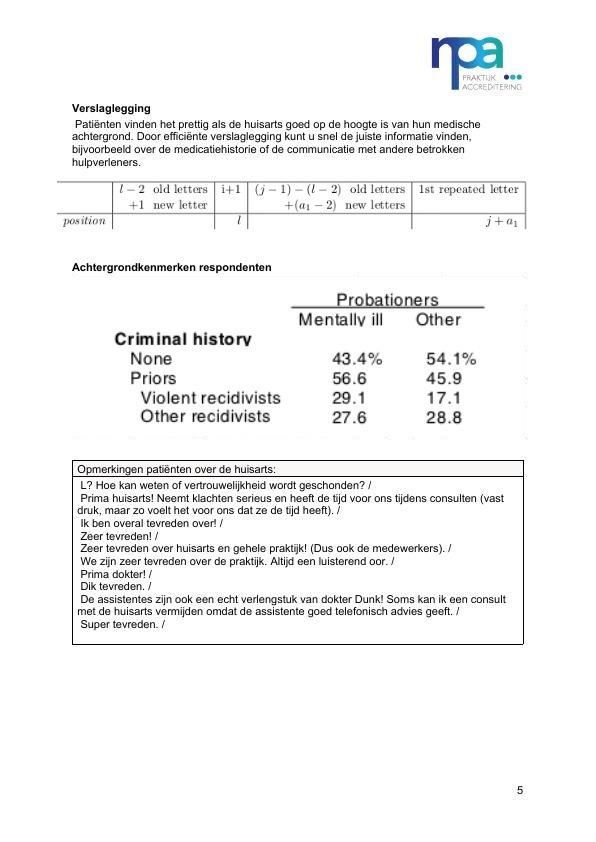 npa
PRAKTIJK
ACCREDITERING
Verslaglegging
Patiënten vinden het prettig als de huisarts goed op de hoogte is van hun medische
achtergrond. Door efficiënte verslaglegging kunt u snel de juiste informatie vinden,
bijvoorbeeld over de medicatiehistorie of de communicatie met andere betrokken
hulpverleners.
l − 2 old letters i+1 (j − 1) − (l − 2) old letters 1st repeated letter
+1 new letter +(a₁ − 2) new letters
position l j + a₁
Achtergrondkenmerken respondenten
Probationers
Mentally ill Other
Criminal history
None 43.4% 54.1%
Priors 56.6 45.9
Violent recidivists 29.1 17.1
Other recidivists 27.6 28.8
Opmerkingen patiënten over de huisarts:
L? Hoe kan weten of vertrouwelijkheid wordt geschonden? /
Prima huisarts! Neemt klachten serieus en heeft de tijd voor ons tijdens consulten (vast
druk, maar zo voelt het voor ons dat ze de tijd heeft). /
Ik ben overal tevreden over! /
Zeer tevreden! /
Zeer tevreden over huisarts en gehele praktijk! (Dus ook de medewerkers). /
We zijn zeer tevreden over de praktijk. Altijd een luisterend oor. /
Prima dokter! /
Dik tevreden. /
De assistentes zijn ook een echt verlengstuk van dokter Dunk! Soms kan ik een consult
met de huisarts vermijden omdat de assistente goed telefonisch advies geeft. /
Super tevreden. /
5